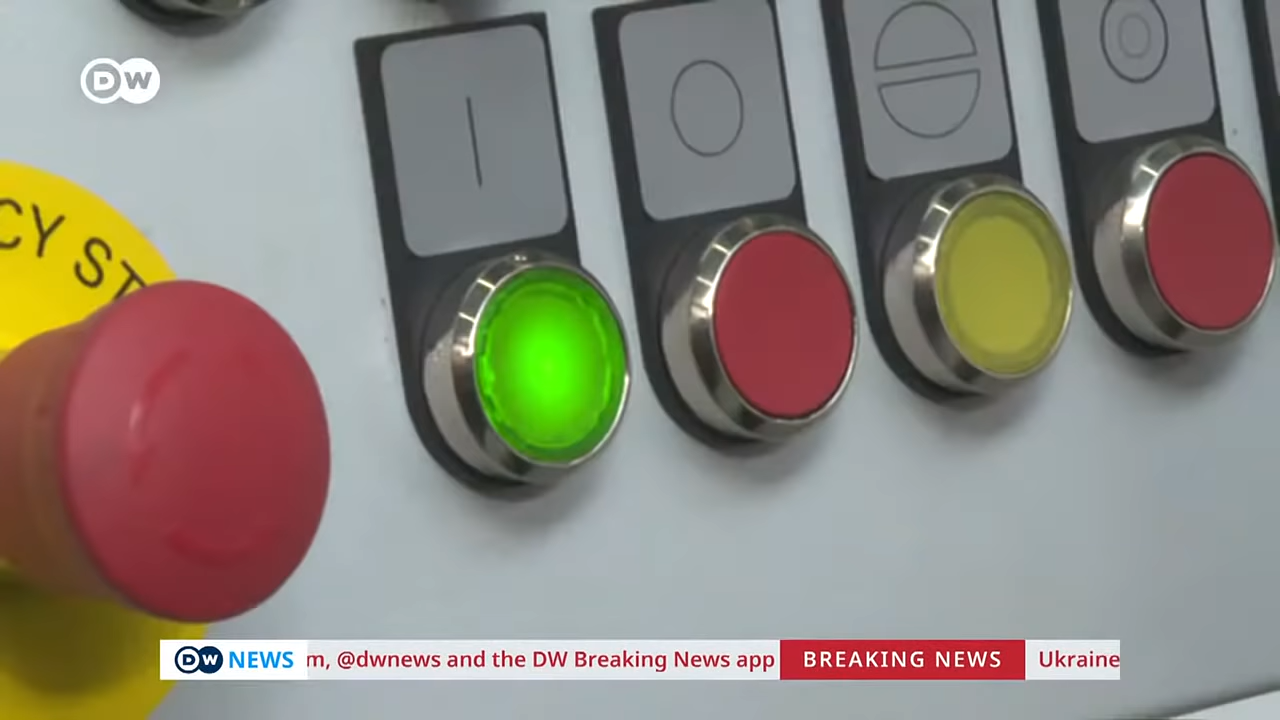 DW
CY ST
DW NEWS m, @dwnews and the DW Breaking News app BREAKING NEWS Ukraine